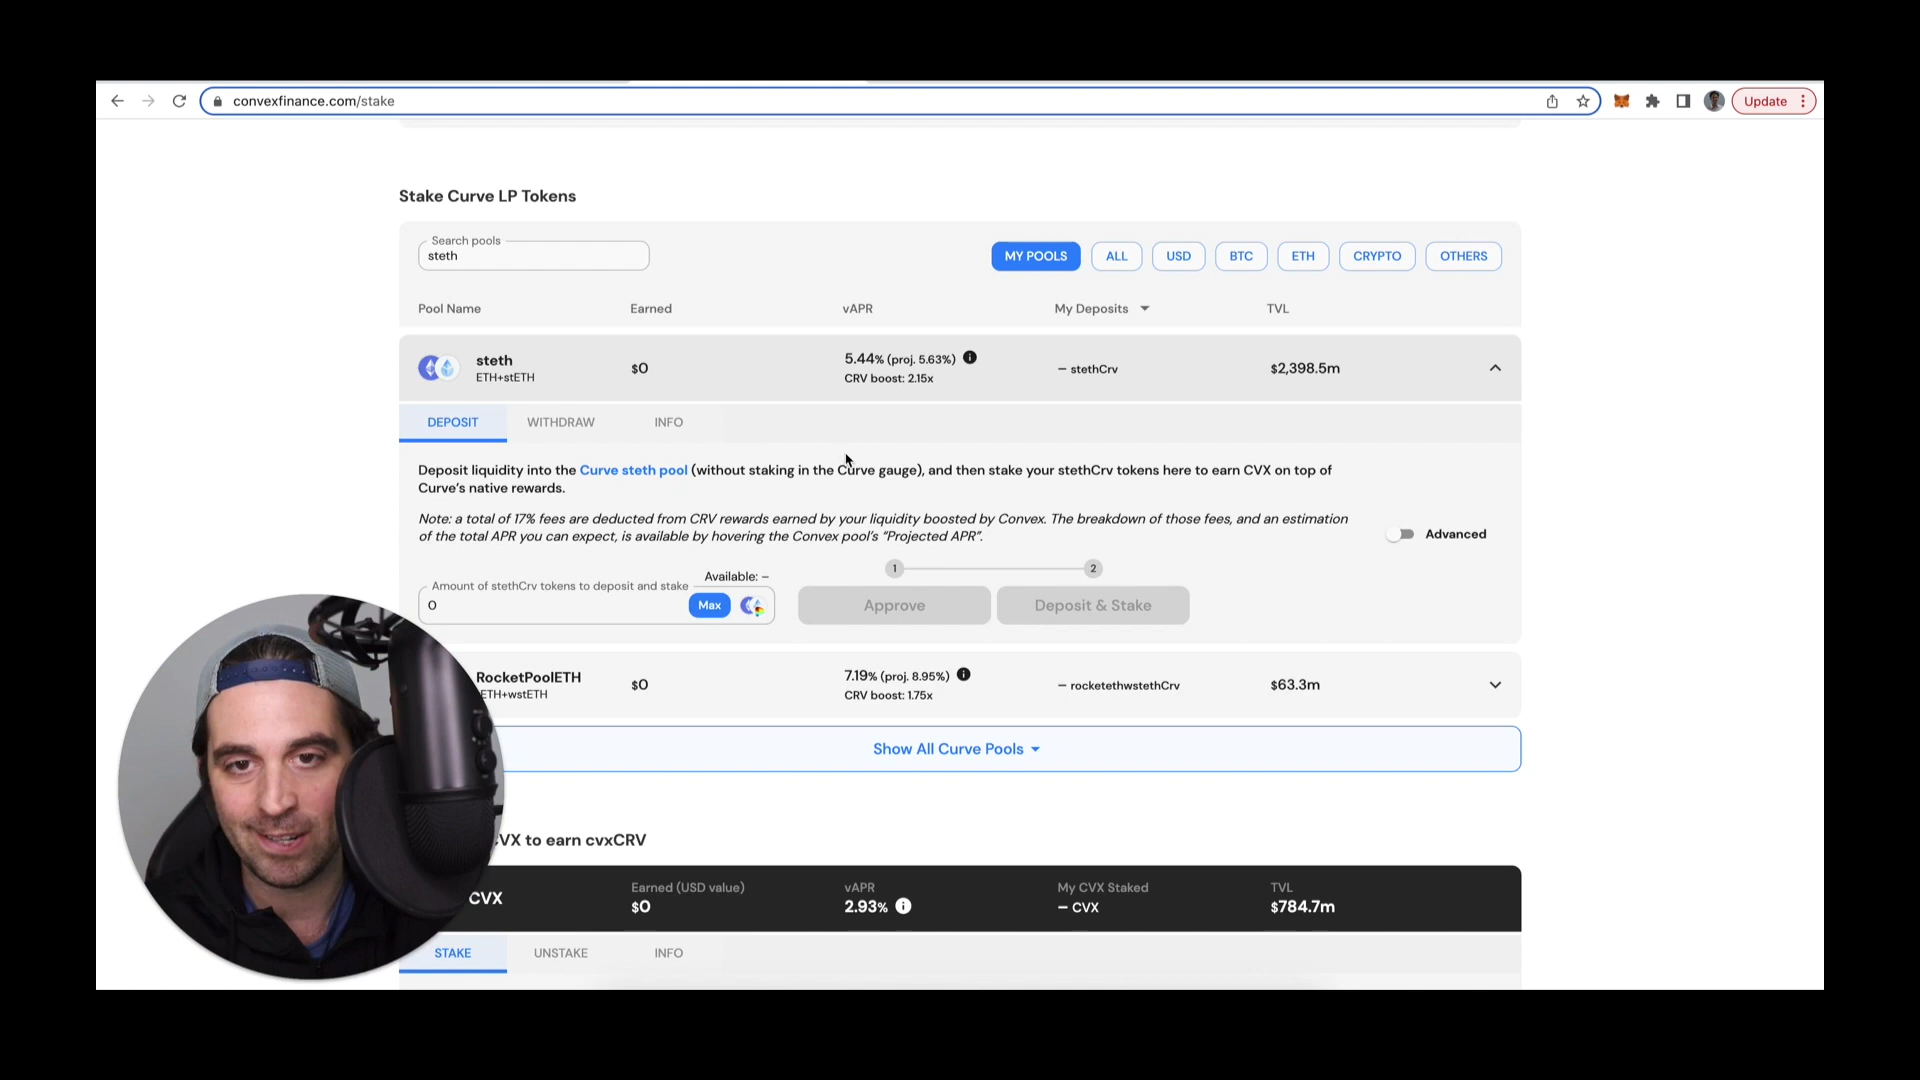 convexfinance.com/stake
Update
Stake Curve LP Tokens
Search pools
steth
MY POOLS
ALL
USD
BTC
ETH
CRYPTO
OTHERS
Pool Name
Earned
vAPR
My Deposits
TVL
steth
ETH+stETH
$0
5.44% (proj. 5.63%)
CRV boost: 2.15x
– stethCrv
$2,398.5m
DEPOSIT
WITHDRAW
INFO
Deposit liquidity into the Curve steth pool (without staking in the Curve gauge), and then stake your stethCrv tokens here to earn CVX on top of
Curve's native rewards.
Note: a total of 17% fees are deducted from CRV rewards earned by your liquidity boosted by Convex. The breakdown of those fees, and an estimation
of the total APR you can expect, is available by hovering the Convex pool's "Projected APR".
Advanced
Available: –
Amount of stethCrv tokens to deposit and stake
0
Max
1
2
Approve
Deposit & Stake
RocketPoolETH
ETH+wstETH
$0
7.19% (proj. 8.95%)
CRV boost: 1.75x
– rocketethwstethCrv
$63.3m
Show All Curve Pools
VX to earn cvxCRV
CVX
Earned (USD value)
$0
vAPR
2.93%
My CVX Staked
– CVX
TVL
$784.7m
STAKE
UNSTAKE
INFO